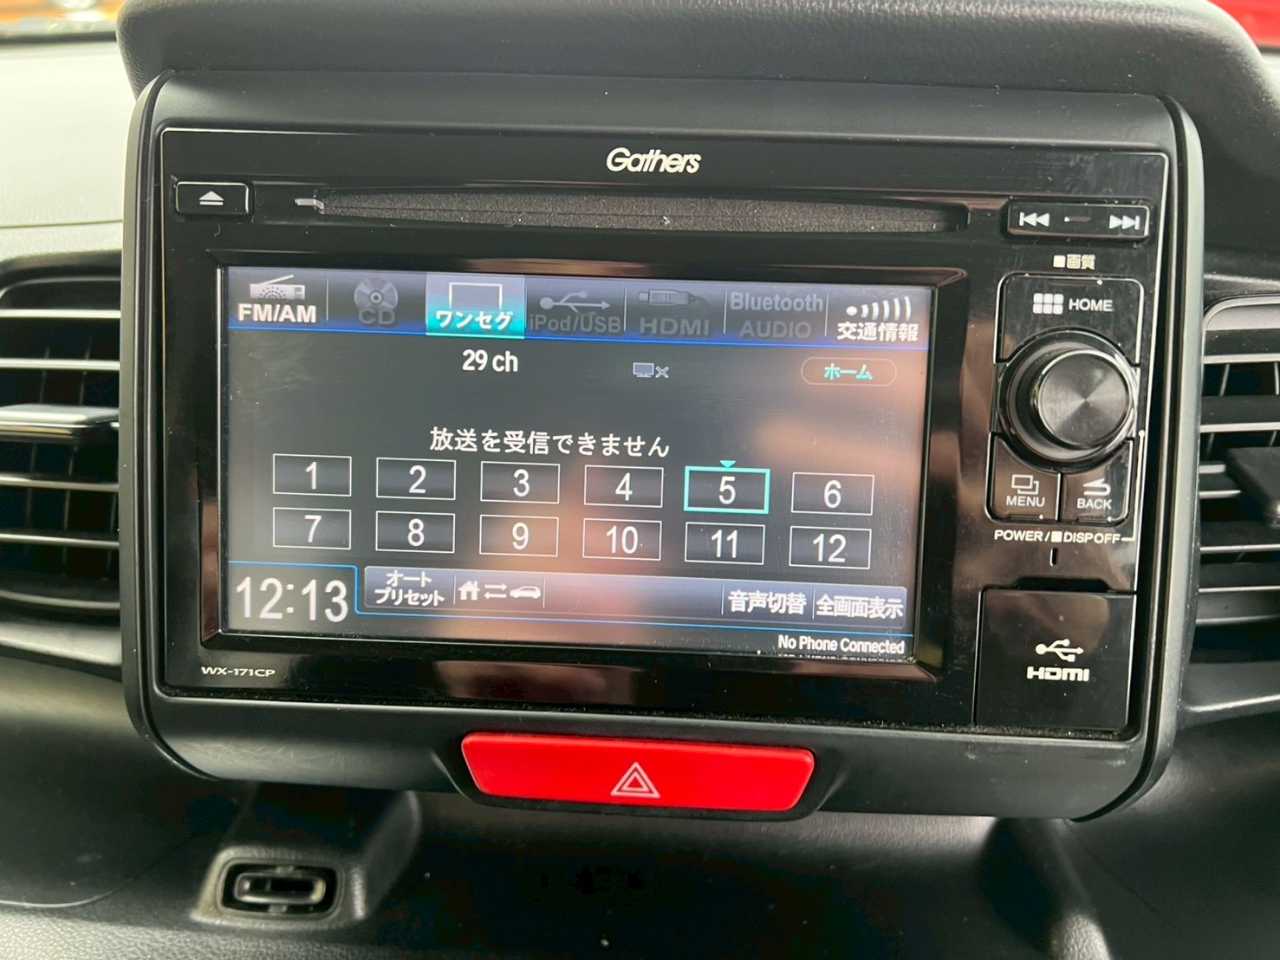 Gathers
■画質
FM/AM
CD
ワンセグ
iPod/USB
HDMI
Bluetooth
AUDIO
交通情報
HOME
29 ch
ホーム
放送を受信できません
1 2 3 4 5 6
7 8 9 10 11 12
MENU
BACK
POWER/■DISPOFF
12:13
オート
プリセット
音声切替
全画面表示
No Phone Connected
WX-171CP
HDMI